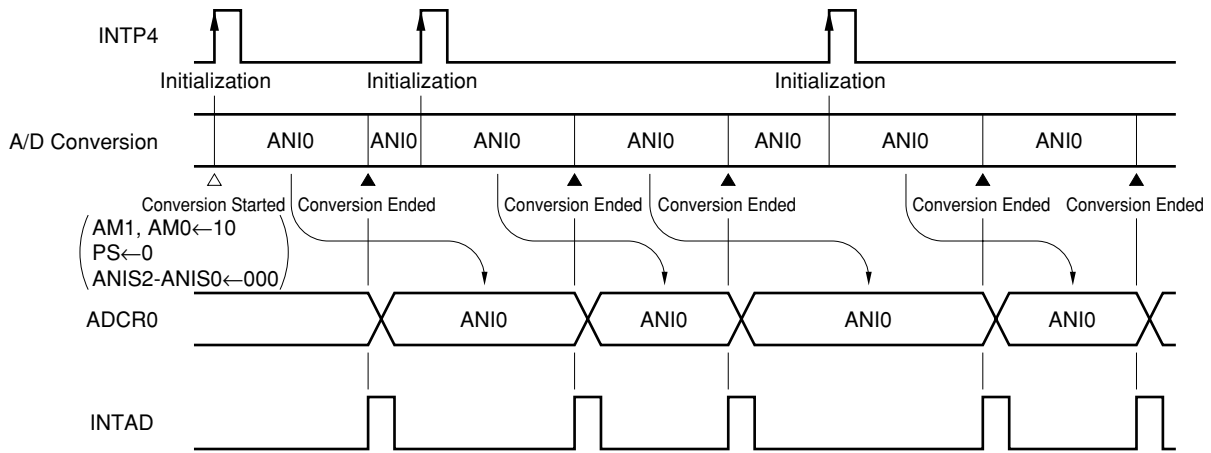 INTP4
Initialization Initialization Initialization
A/D Conversion ANI0 ANI0 ANI0 ANI0 ANI0 ANI0 ANI0
Conversion Started Conversion Ended Conversion Ended Conversion Ended Conversion Ended Conversion Ended
AM1, AM0←10
PS←0
ANIS2-ANIS0←000
ADCR0 ANI0 ANI0 ANI0 ANI0
INTAD